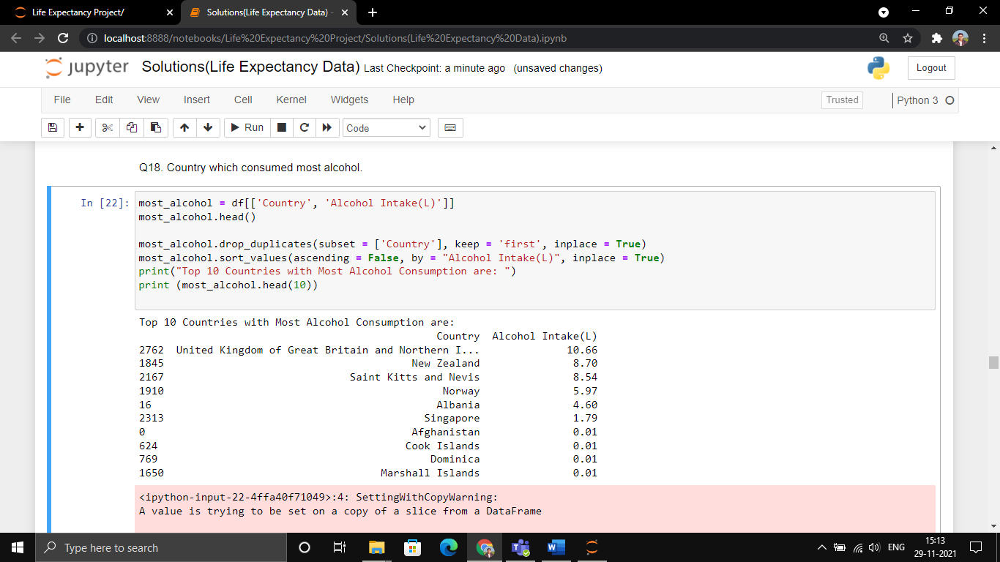 Life Expectancy Project/
Solutions(Life Expectancy Data) -
localhost:8888/notebooks/Life%20Expectancy%20Project/Solutions(Life%20Expectancy%20Data).ipynb
jupyter Solutions(Life Expectancy Data) Last Checkpoint: a minute ago (unsaved changes)
Logout
File Edit View Insert Cell Kernel Widgets Help
Trusted
Python 3
Run
Code
Q18. Country which consumed most alcohol.
In [22]: most_alcohol = df[['Country', 'Alcohol Intake(L)']]
most_alcohol.head()
most_alcohol.drop_duplicates(subset = ['Country'], keep = 'first', inplace = True)
most_alcohol.sort_values(ascending = False, by = "Alcohol Intake(L)", inplace = True)
print("Top 10 Countries with Most Alcohol Consumption are: ")
print (most_alcohol.head(10))
Top 10 Countries with Most Alcohol Consumption are:
Country Alcohol Intake(L)
2762 United Kingdom of Great Britain and Northern I... 10.66
1845 New Zealand 8.70
2167 Saint Kitts and Nevis 8.54
1910 Norway 5.97
16 Albania 4.60
2313 Singapore 1.79
0 Afghanistan 0.01
624 Cook Islands 0.01
769 Dominica 0.01
1650 Marshall Islands 0.01
<ipython-input-22-4ffa40f71049>:4: SettingWithCopyWarning:
A value is trying to be set on a copy of a slice from a DataFrame
Type here to search
ENG
15:13
29-11-2021